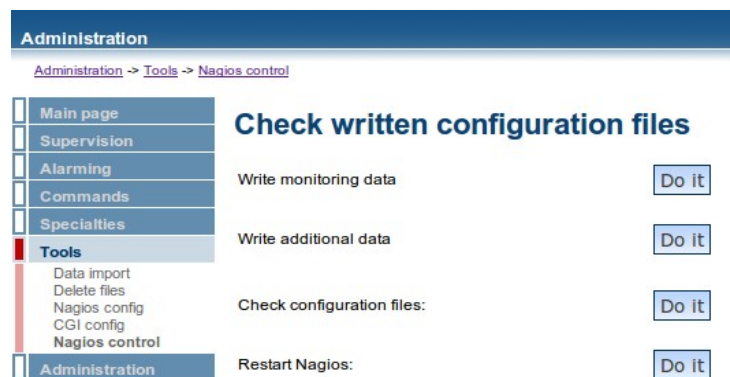 Administration
Administration -> Tools -> Nagios control
Main page
Supervision
Alarming
Commands
Specialties
Tools
Data import
Delete files
Nagios config
CGI config
Nagios control
Administration
Check written configuration files
Write monitoring data Do it
Write additional data Do it
Check configuration files: Do it
Restart Nagios: Do it